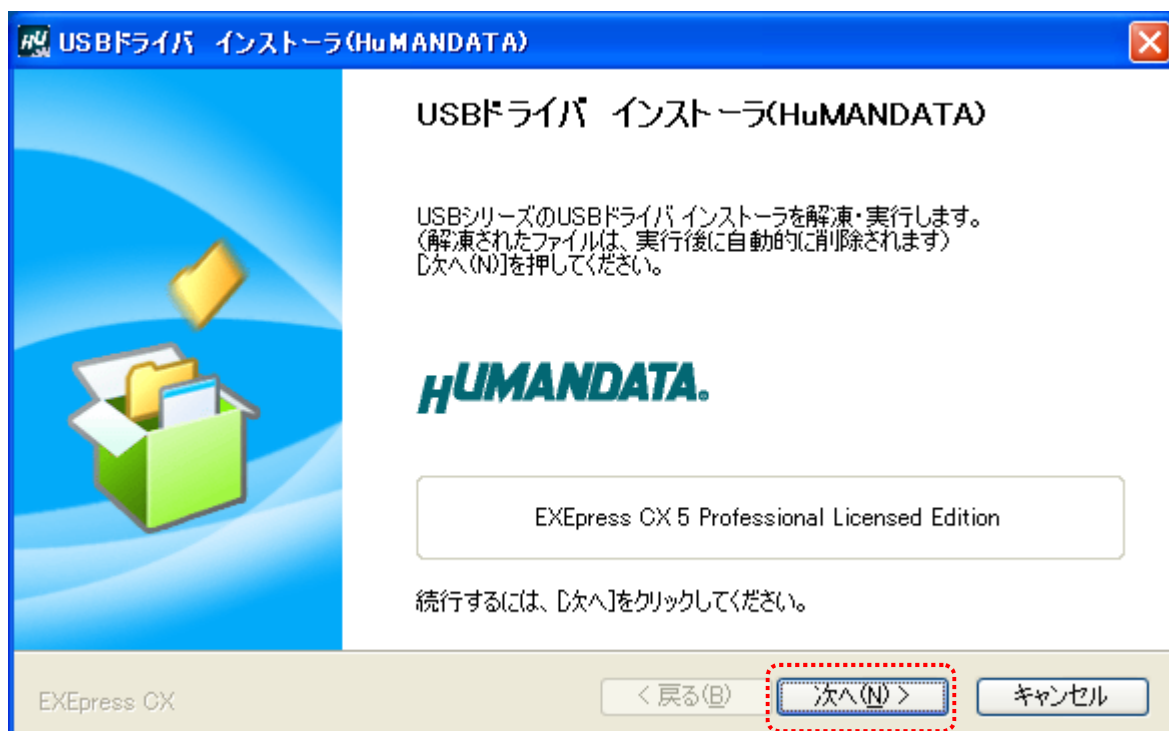 USBドライバ インストーラ(HuMANDATA)
USBドライバ インストーラ(HuMANDATA)
USBシリーズのUSBドライバ インストーラを解凍・実行します。
(解凍されたファイルは、実行後に自動的に削除されます)
[次へ(N)]を押してください。
HUMANDATA®
EXEpress CX 5 Professional Licensed Edition
続行するには、[次へ]をクリックしてください。
EXEpress CX
< 戻る(B)
次へ(N) >
キャンセル